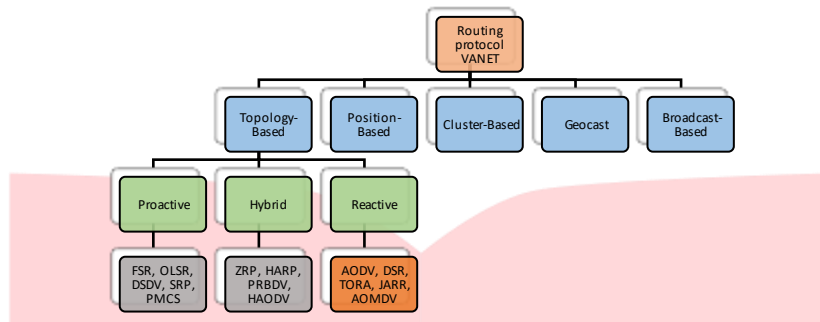 Routing
protocol
VANET
Topology-
Based
Position-
Based
Cluster-Based
Geocast
Broadcast-
Based
Proactive
Hybrid
Reactive
FSR, OLSR,
DSDV, SRP,
PMCS
ZRP, HARP,
PRBDV,
HAODV
AODV, DSR,
TORA, JARR,
AOMDV